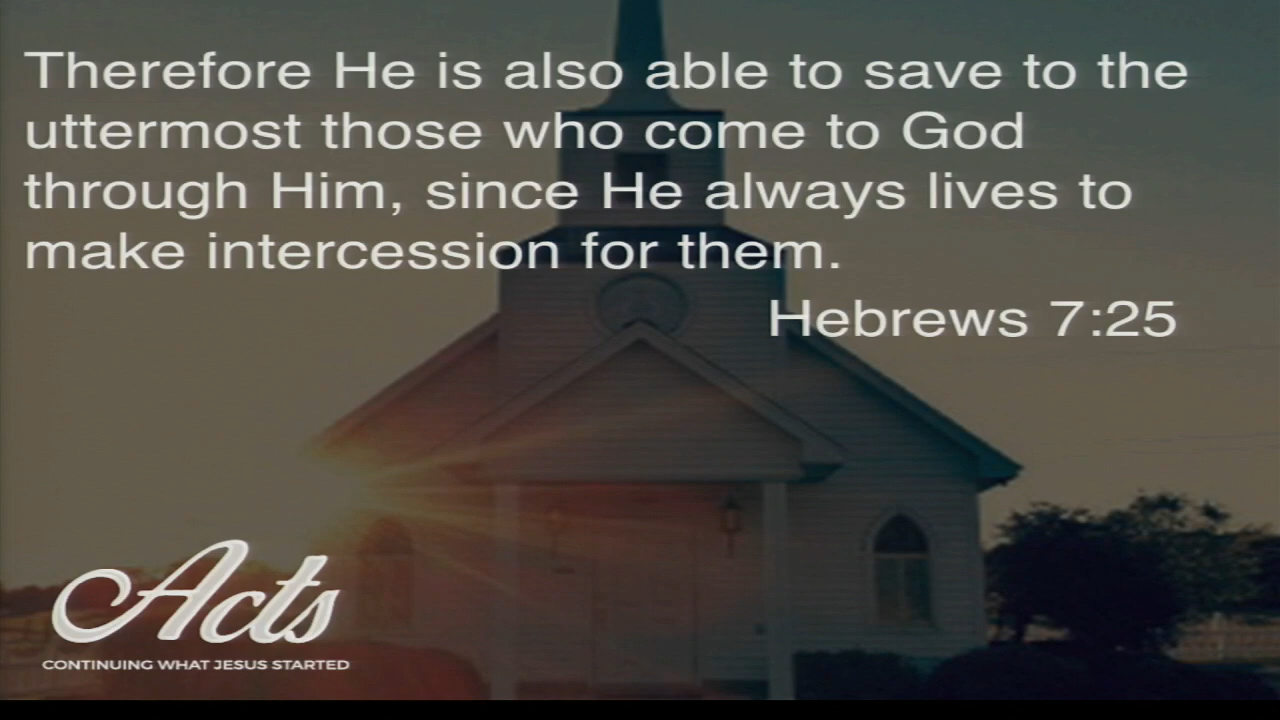 Therefore He is also able to save to the
uttermost those who come to God
through Him, since He always lives to
make intercession for them.
Hebrews 7:25
Acts
CONTINUING WHAT JESUS STARTED